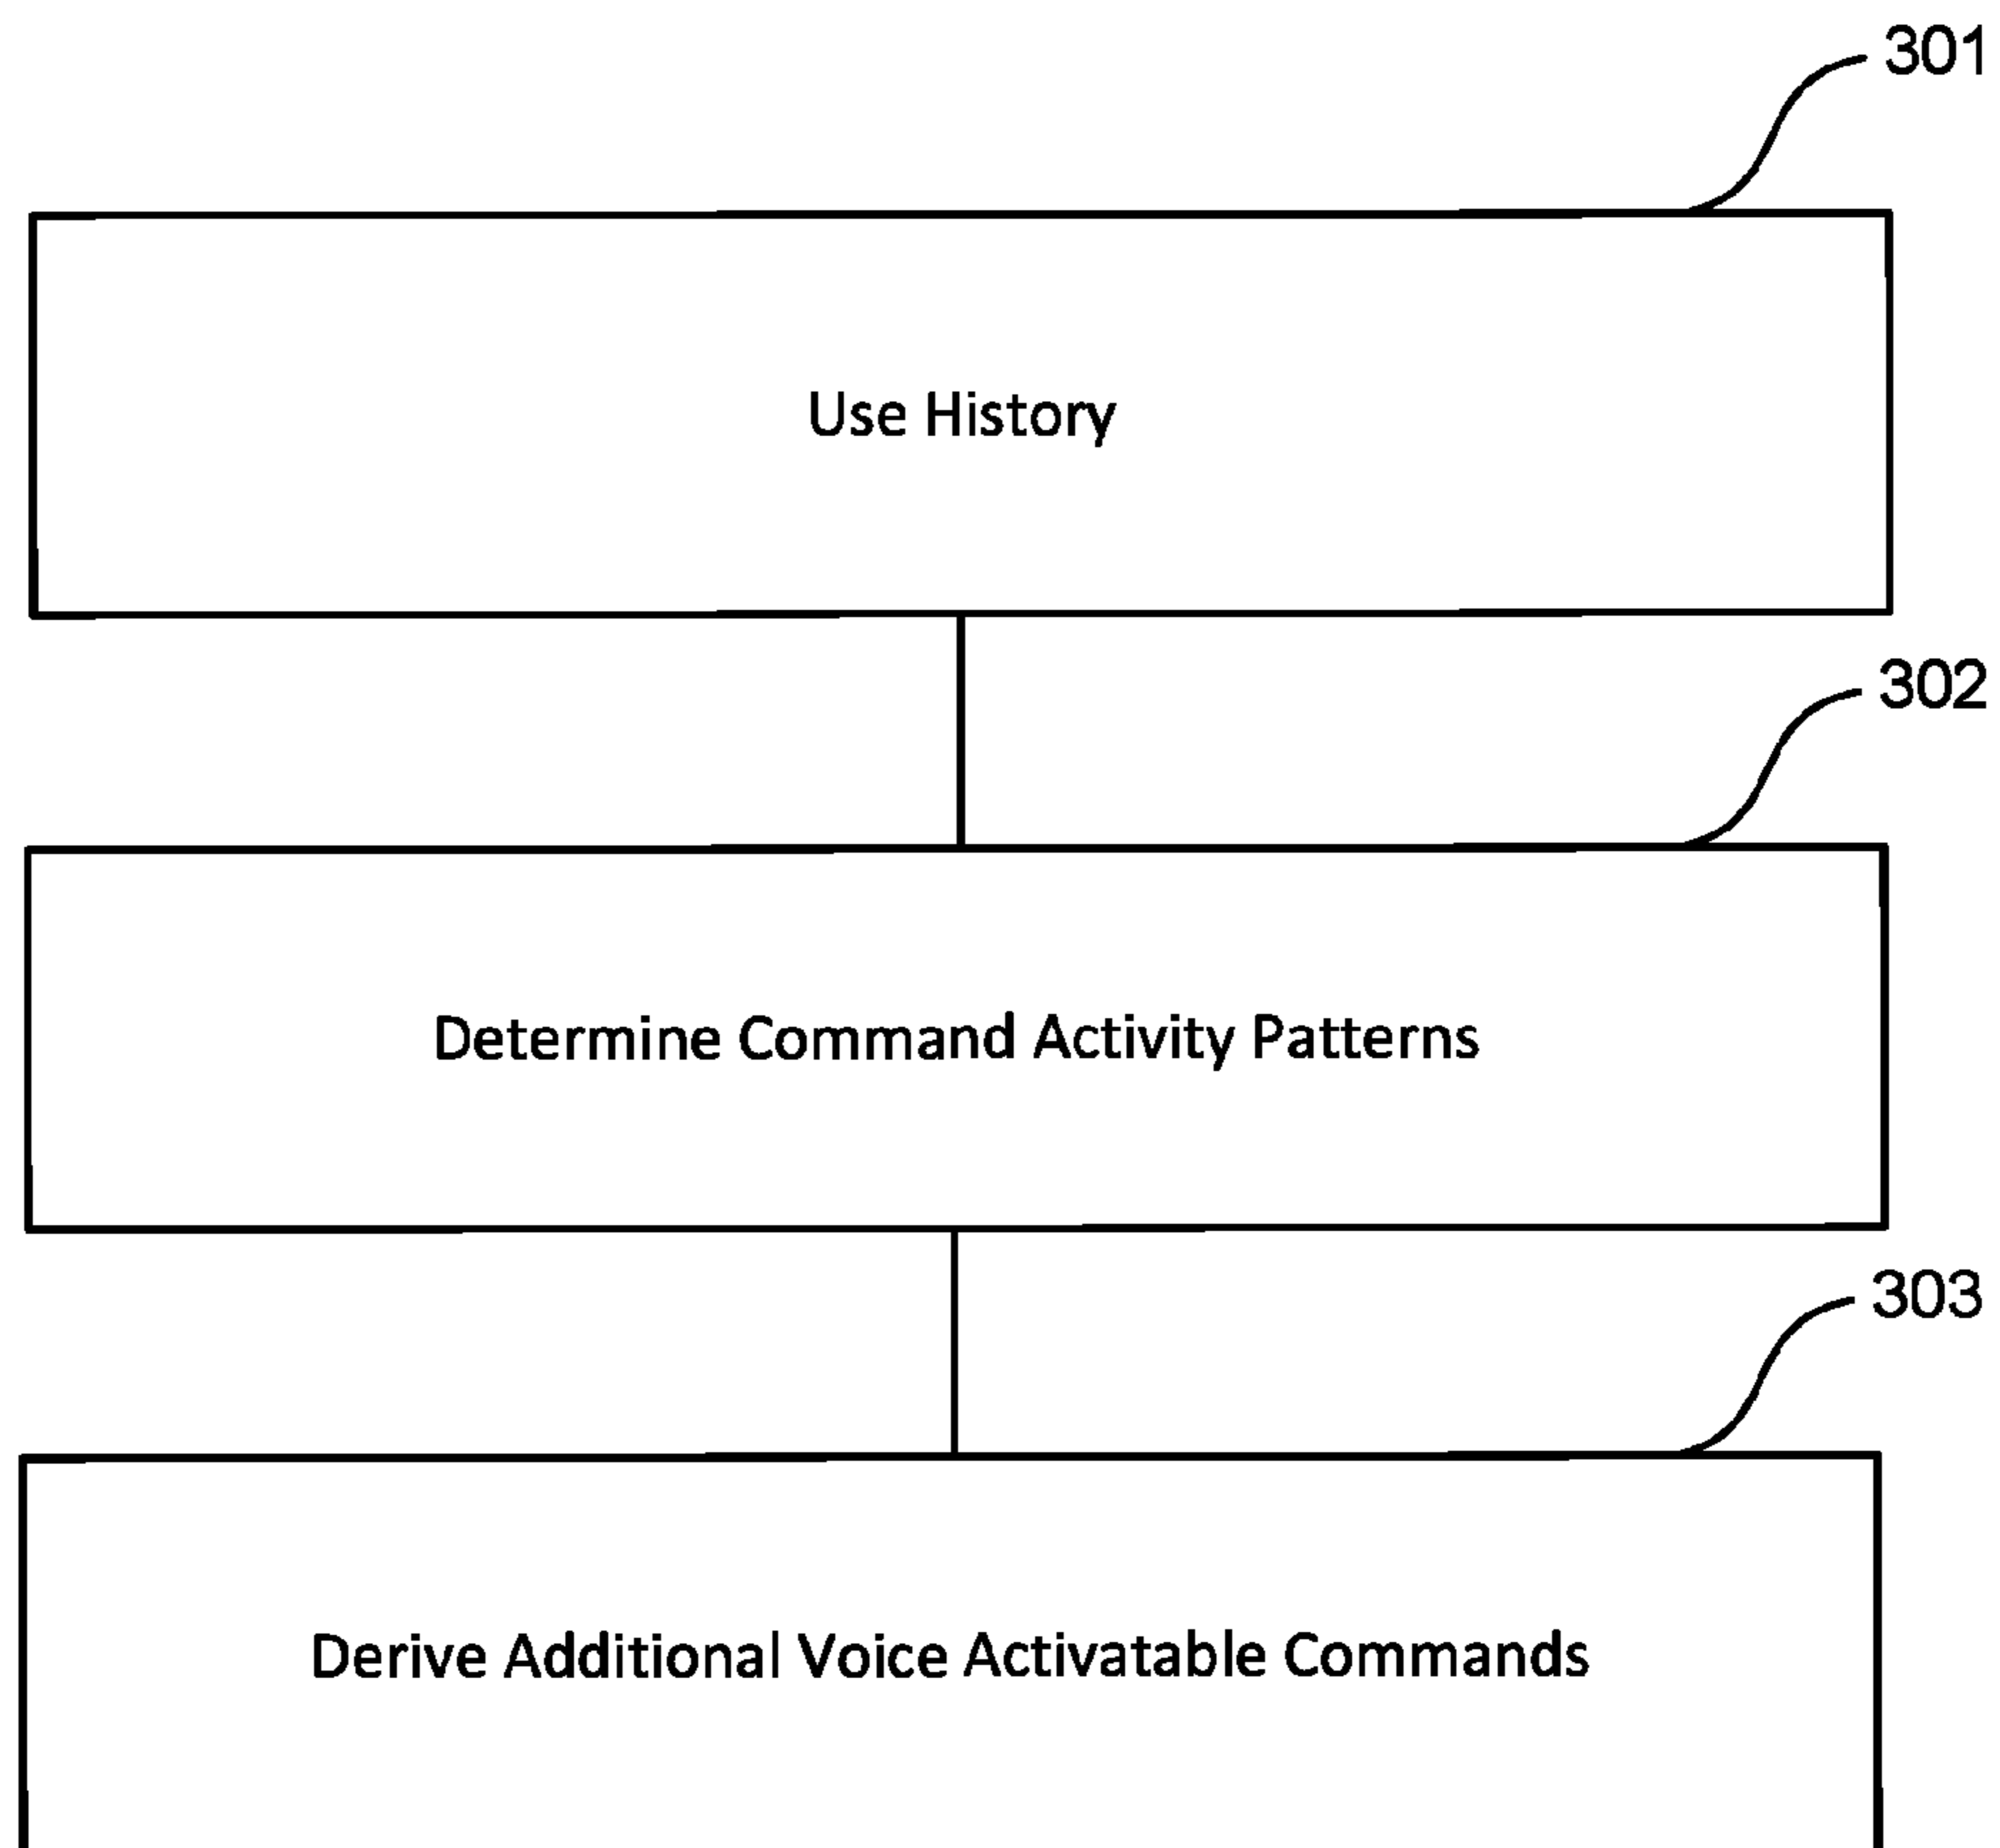 301
Use History
302
Determine Command Activity Patterns
303
Derive Additional Voice Activatable Commands